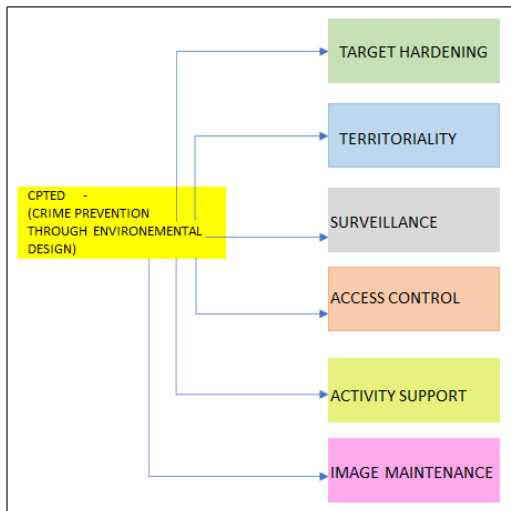 TARGET HARDENING
TERRITORIALITY
CPTED -
(CRIME PREVENTION
THROUGH ENVIRONEMENTAL
DESIGN)
SURVEILLANCE
ACCESS CONTROL
ACTIVITY SUPPORT
IMAGE MAINTENANCE